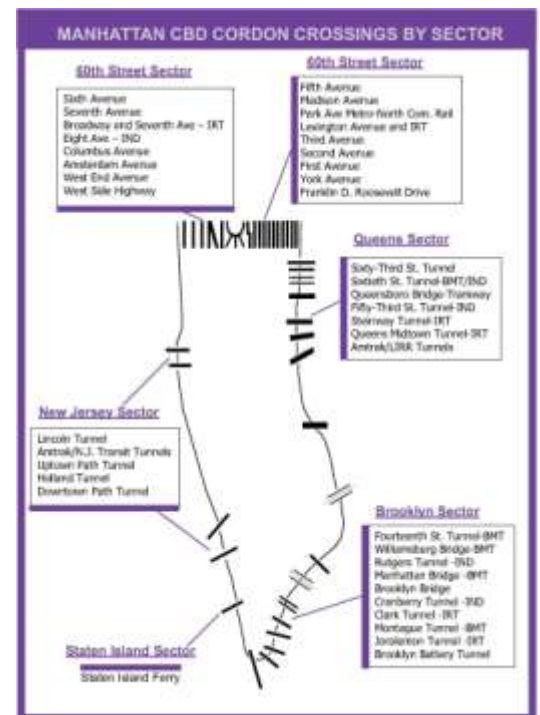 MANHATTAN CBD CORDON CROSSINGS BY SECTOR
60th Street Sector
Sixth Avenue
Seventh Avenue
Broadway and Seventh Ave - IRT
Eight Ave - IND
Columbus Avenue
Amsterdam Avenue
West End Avenue
West Side Highway
60th Street Sector
Fifth Avenue
Madison Avenue
Park Ave Metro-North Com. Rail
Lexington Avenue and IRT
Third Avenue
Second Avenue
First Avenue
York Avenue
Franklin D. Roosevelt Drive
Queens Sector
Sixty-Third St. Tunnel
Sixtieth St. Tunnel-BMT/IND
Queensboro Bridge-Tramway
Fifty-Third St. Tunnel-IND
Steinway Tunnel-IRT
Queens Midtown Tunnel-IRT
Amtrak/LIRR Tunnels
New Jersey Sector
Lincoln Tunnel
Amtrak/N.J. Transit Tunnels
Uptown Path Tunnel
Holland Tunnel
Downtown Path Tunnel
Brooklyn Sector
Fourteenth St. Tunnel-BMT
Williamsburg Bridge-BMT
Rutgers Tunnel -IND
Manhattan Bridge -BMT
Brooklyn Bridge
Cranberry Tunnel -IND
Clark Tunnel -IRT
Montague Tunnel -BMT
Joralemon Tunnel -IRT
Brooklyn Battery Tunnel
Staten Island Sector
Staten Island Ferry